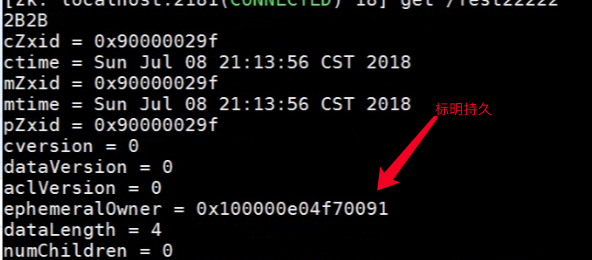 [zk: localhost:2181(CONNECTED) 18] get /Test22222
2B2B
cZxid = 0x90000029f
ctime = Sun Jul 08 21:13:56 CST 2018
mZxid = 0x90000029f
mtime = Sun Jul 08 21:13:56 CST 2018
pZxid = 0x90000029f
cversion = 0
dataVersion = 0
aclVersion = 0
ephemeralOwner = 0x100000e04f70091
dataLength = 4
numChildren = 0
标明持久